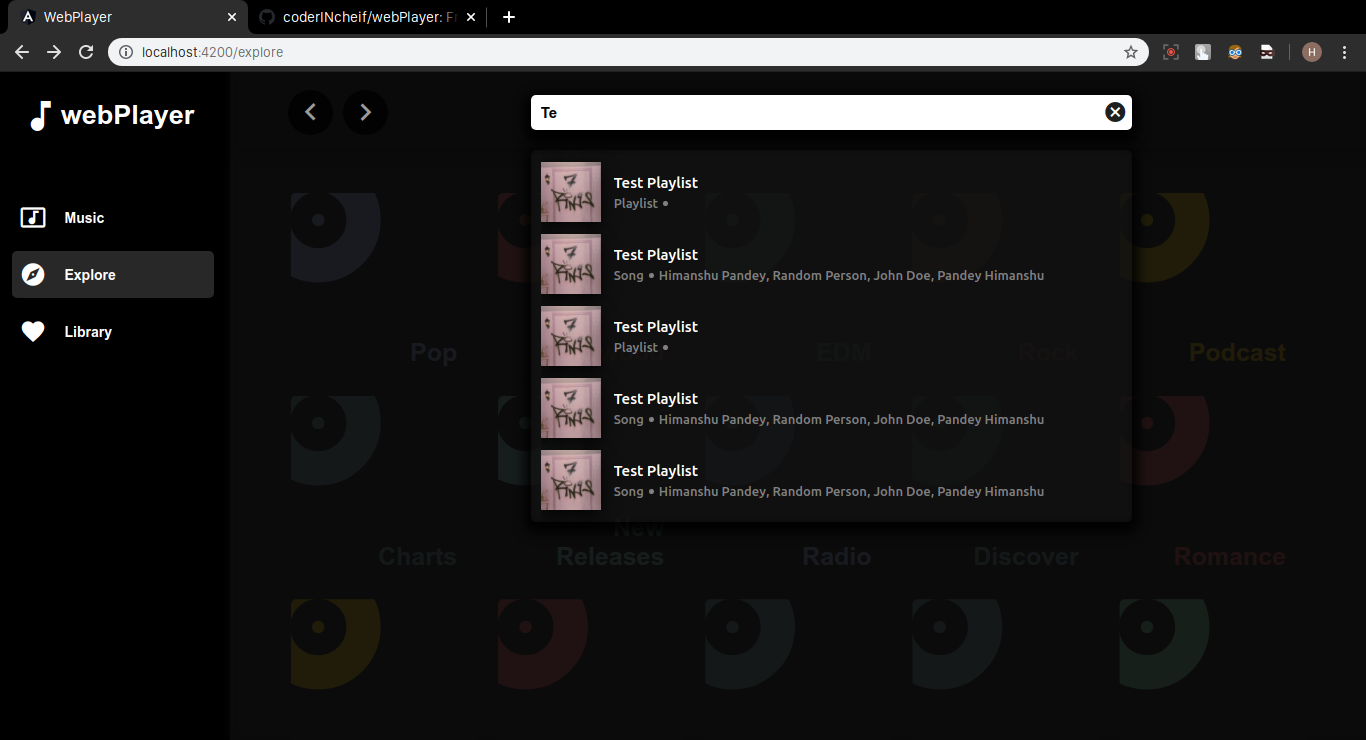 WebPlayer
coderINcheif/webPlayer: Fr
localhost:4200/explore
H
webPlayer
Te
Music
Explore
Library
Test Playlist
Playlist •
Test Playlist
Song • Himanshu Pandey, Random Person, John Doe, Pandey Himanshu
Test Playlist
Playlist •
Test Playlist
Song • Himanshu Pandey, Random Person, John Doe, Pandey Himanshu
Test Playlist
Song • Himanshu Pandey, Random Person, John Doe, Pandey Himanshu
Pop
EDM
Rock
Podcast
Charts
New
Releases
Radio
Discover
Romance